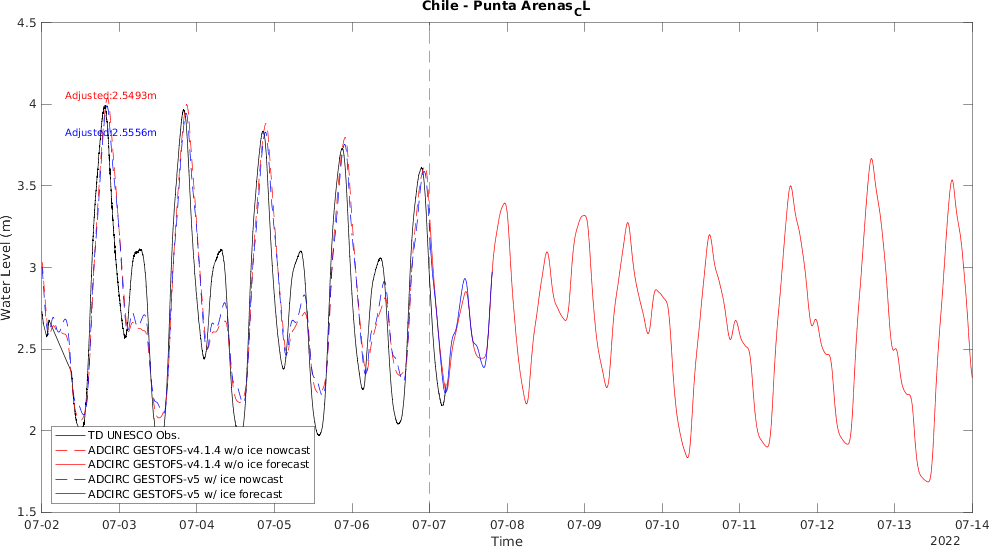 Chile - Punta Arenas_CL
4.5
4
3.5
3
2.5
2
1.5
Water Level (m)
Adjusted:2.5493m
Adjusted:2.5556m
TD UNESCO Obs.
ADCIRC GESTOFS-v4.1.4 w/o ice nowcast
ADCIRC GESTOFS-v4.1.4 w/o ice forecast
ADCIRC GESTOFS-v5 w/ ice nowcast
ADCIRC GESTOFS-v5 w/ ice forecast
07-02 07-03 07-04 07-05 07-06 07-07 07-08 07-09 07-10 07-11 07-12 07-13 07-14
Time
2022